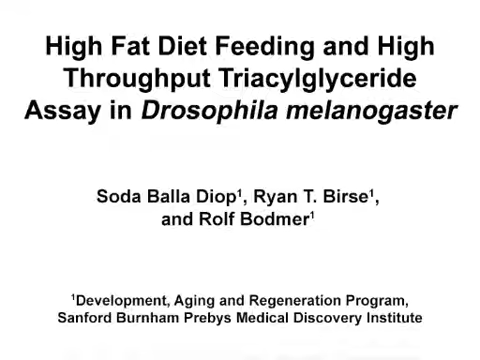 High Fat Diet Feeding and High
Throughput Triacylglyceride
Assay in Drosophila melanogaster
Soda Balla Diop¹, Ryan T. Birse¹,
and Rolf Bodmer¹
¹Development, Aging and Regeneration Program,
Sanford Burnham Prebys Medical Discovery Institute